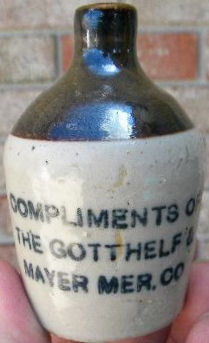 COMPLIMENTS OF
THE GOTTHELF &
MAYER MER. CO